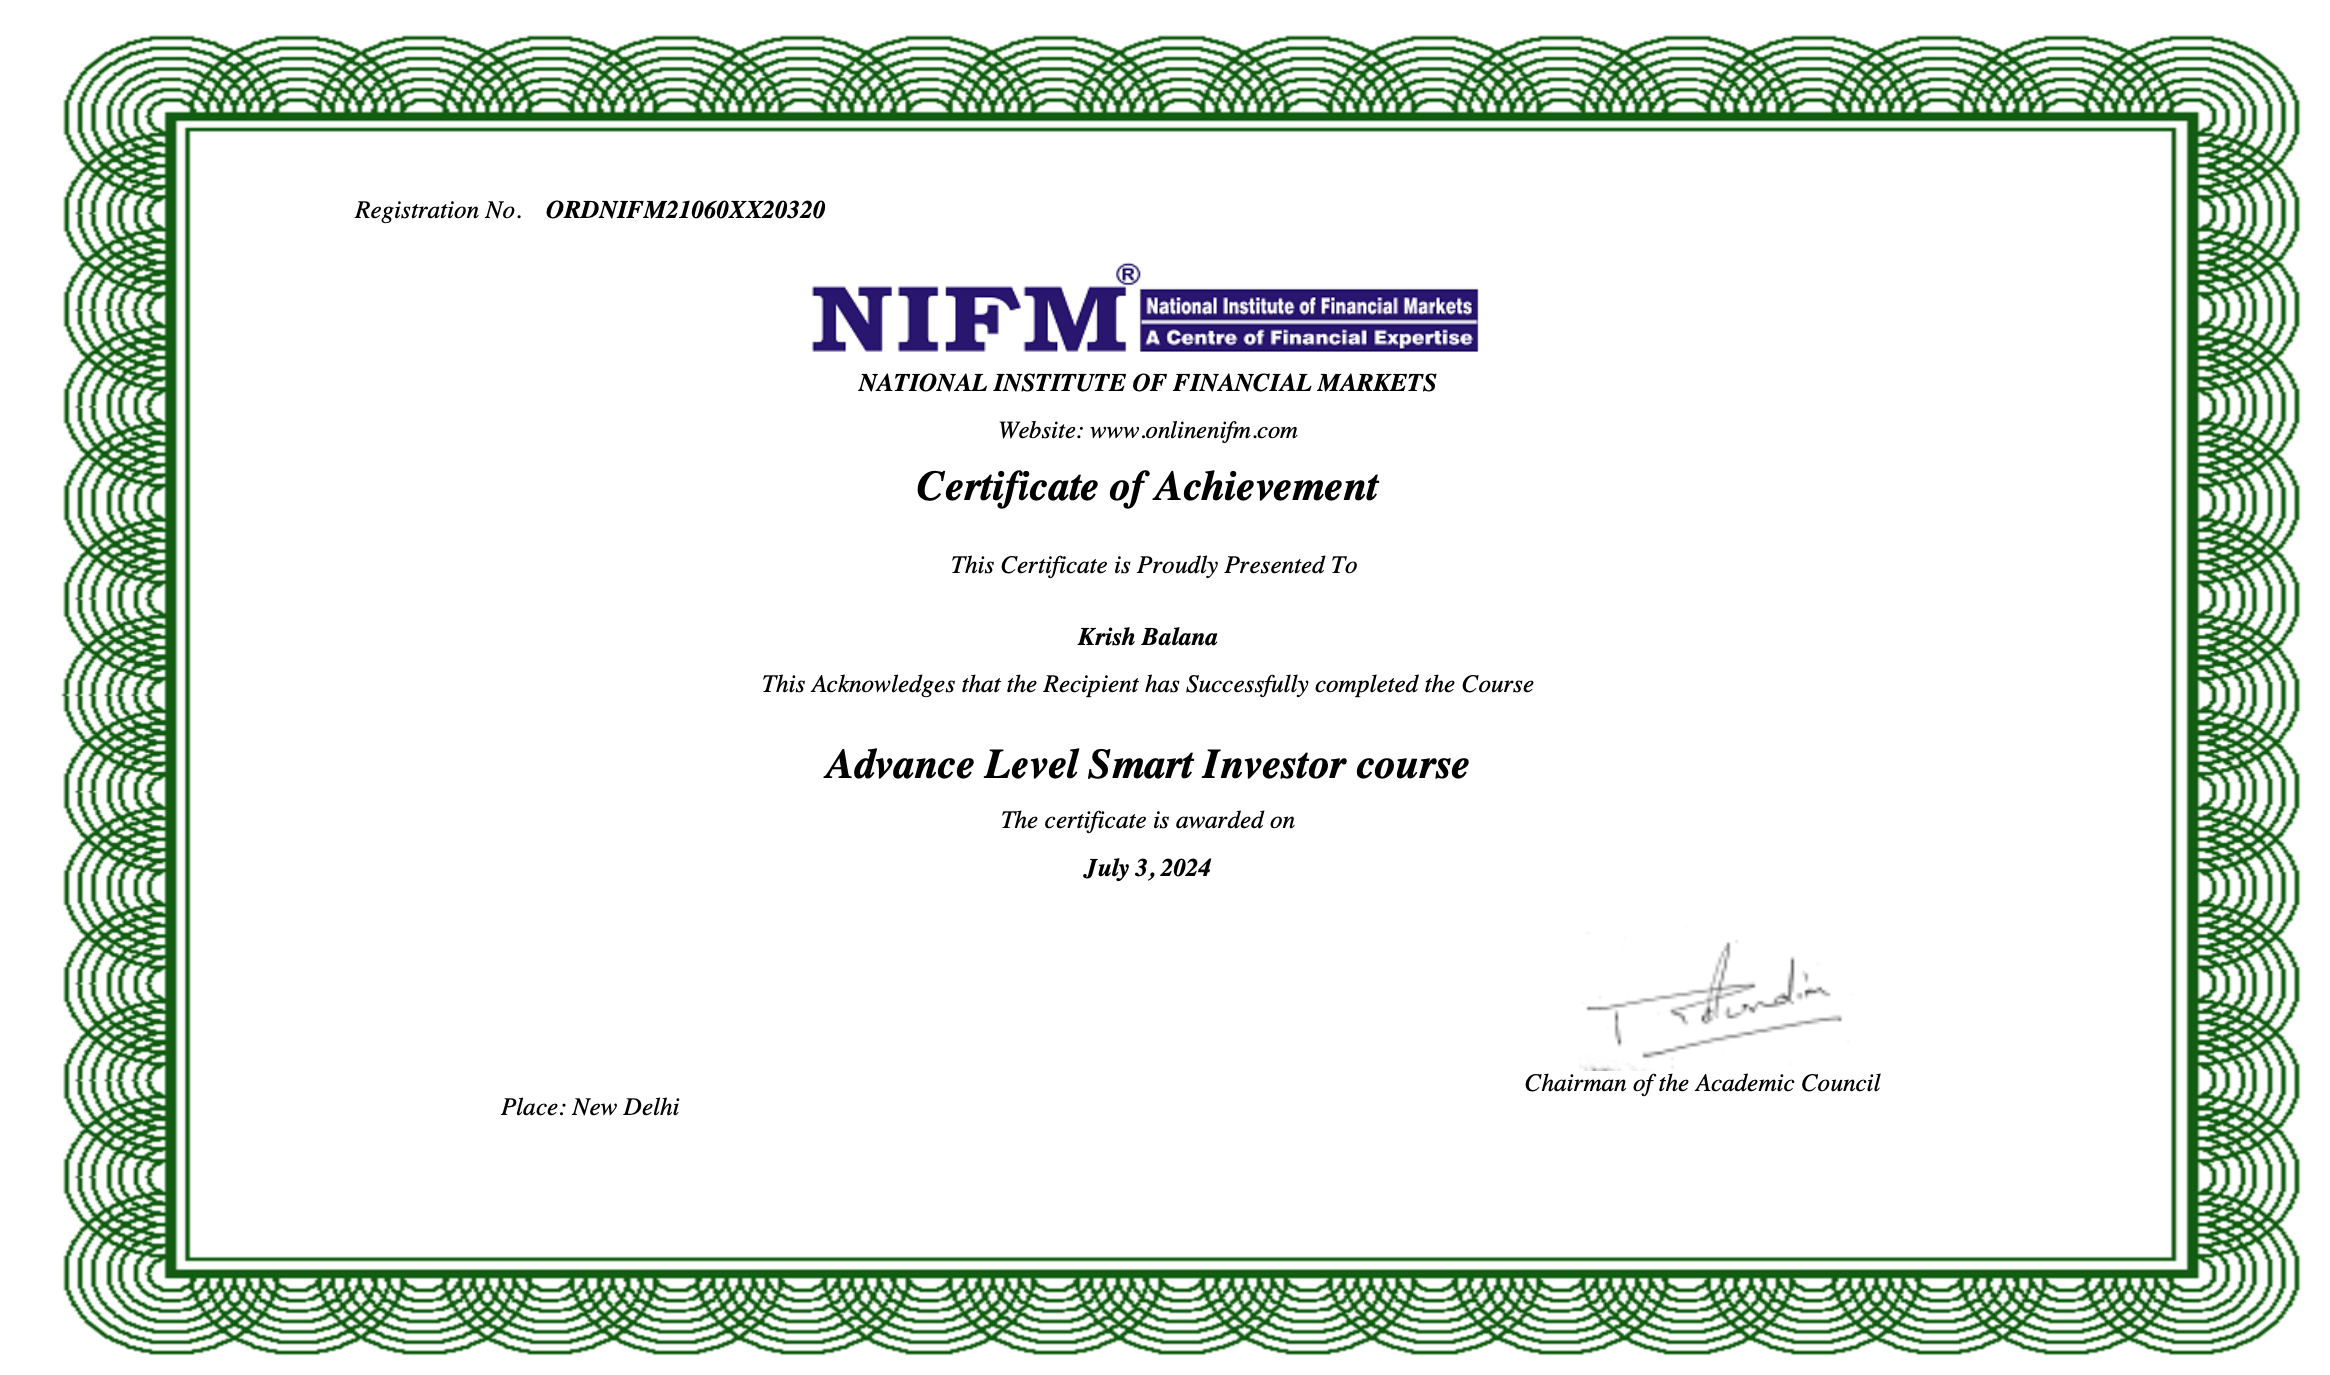 Registration No. ORDNIFM21060XX20320
NIFM®
National Institute of Financial Markets
A Centre of Financial Expertise
NATIONAL INSTITUTE OF FINANCIAL MARKETS
Website: www.onlinenifm.com
Certificate of Achievement
This Certificate is Proudly Presented To
Krish Balana
This Acknowledges that the Recipient has Successfully completed the Course
Advance Level Smart Investor course
The certificate is awarded on
July 3, 2024
Chairman of the Academic Council
Place: New Delhi